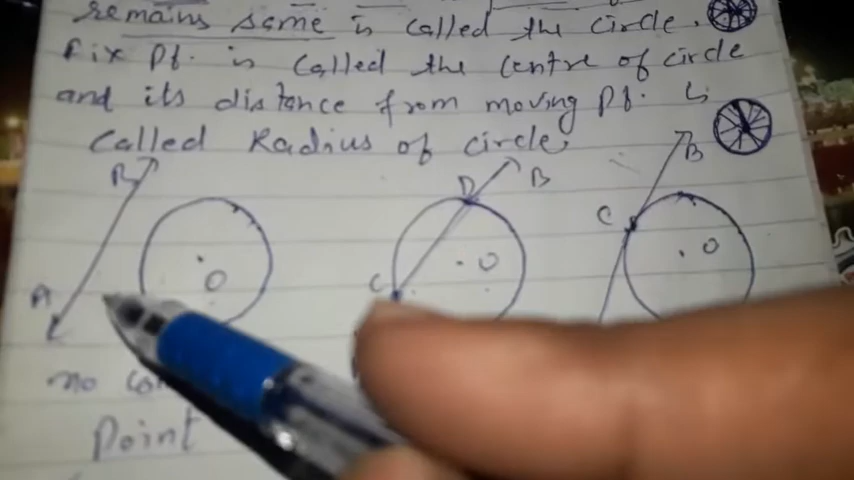 remains same is called the circle.
Fix pt. is called the centre of circle
and its distance from moving pt. is
called Radius of circle.
B D B B
C
A O C O O
no
Point